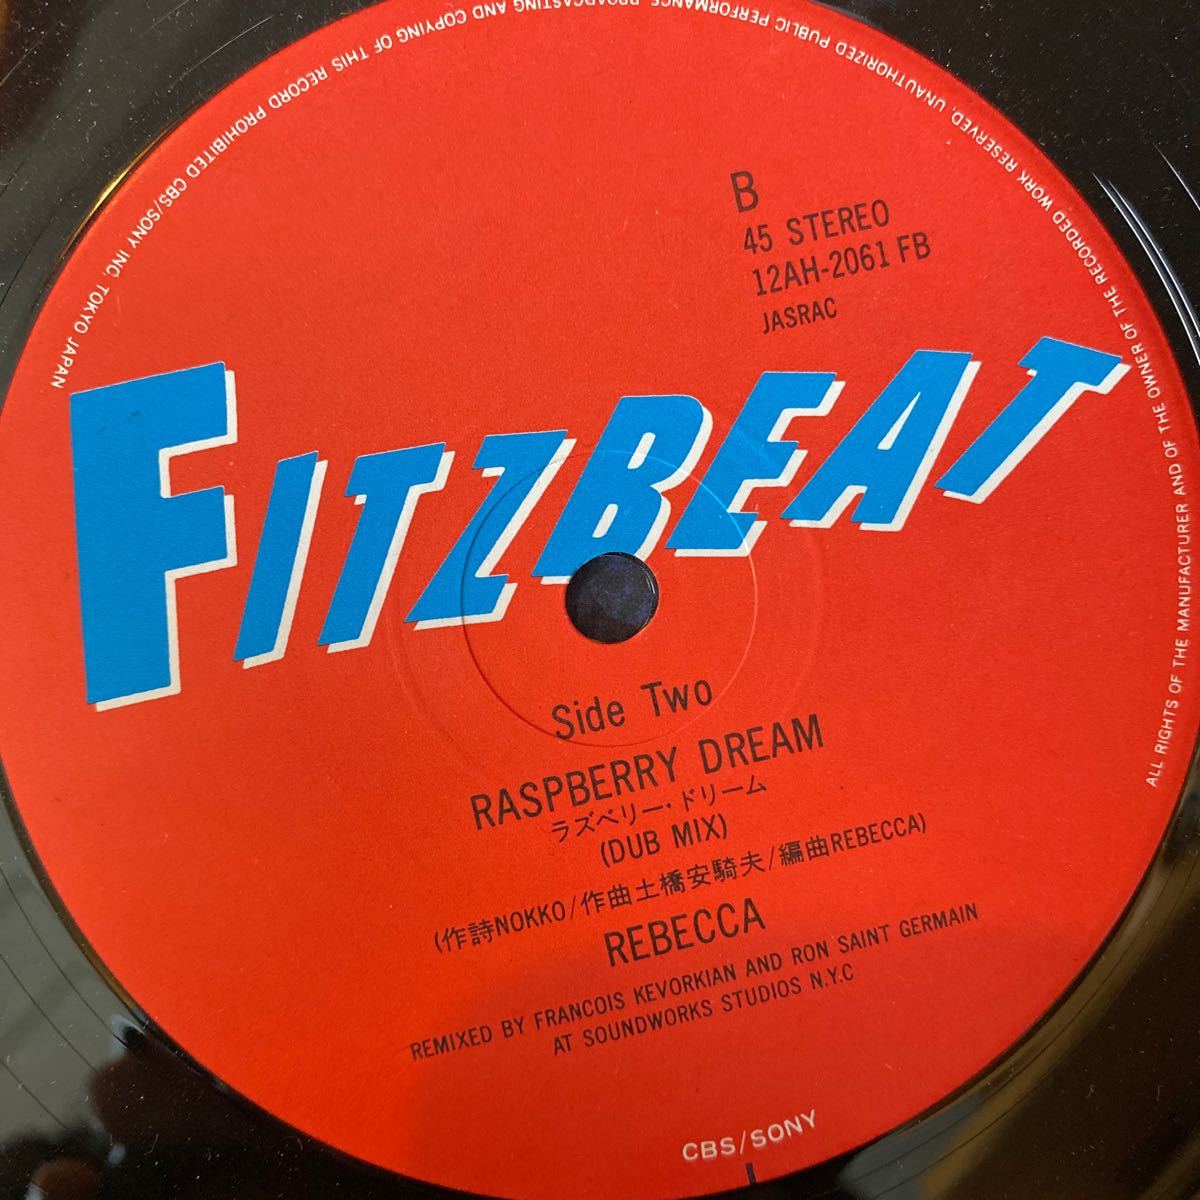 ALL RIGHTS OF THE MANUFACTURER AND OF THE OWNER OF THE RECORDED WORK RESERVED. UNAUTHORIZED PUBLIC PERFORMANCE BROADCASTING AND COPYING OF THIS RECORD PROHIBITED CBS/SONY INC. TOKYO JAPAN
B
45 STEREO
12AH-2061 FB
JASRAC
FITZBEAT
Side Two
RASPBERRY DREAM
ラズベリー・ドリーム
(DUB MIX)
(作詩NOKKO/作曲土橋安騎夫/編曲REBECCA)
REBECCA
REMIXED BY FRANCOIS KEVORKIAN AND RON SAINT GERMAIN
AT SOUNDWORKS STUDIOS N.Y.C
CBS/SONY